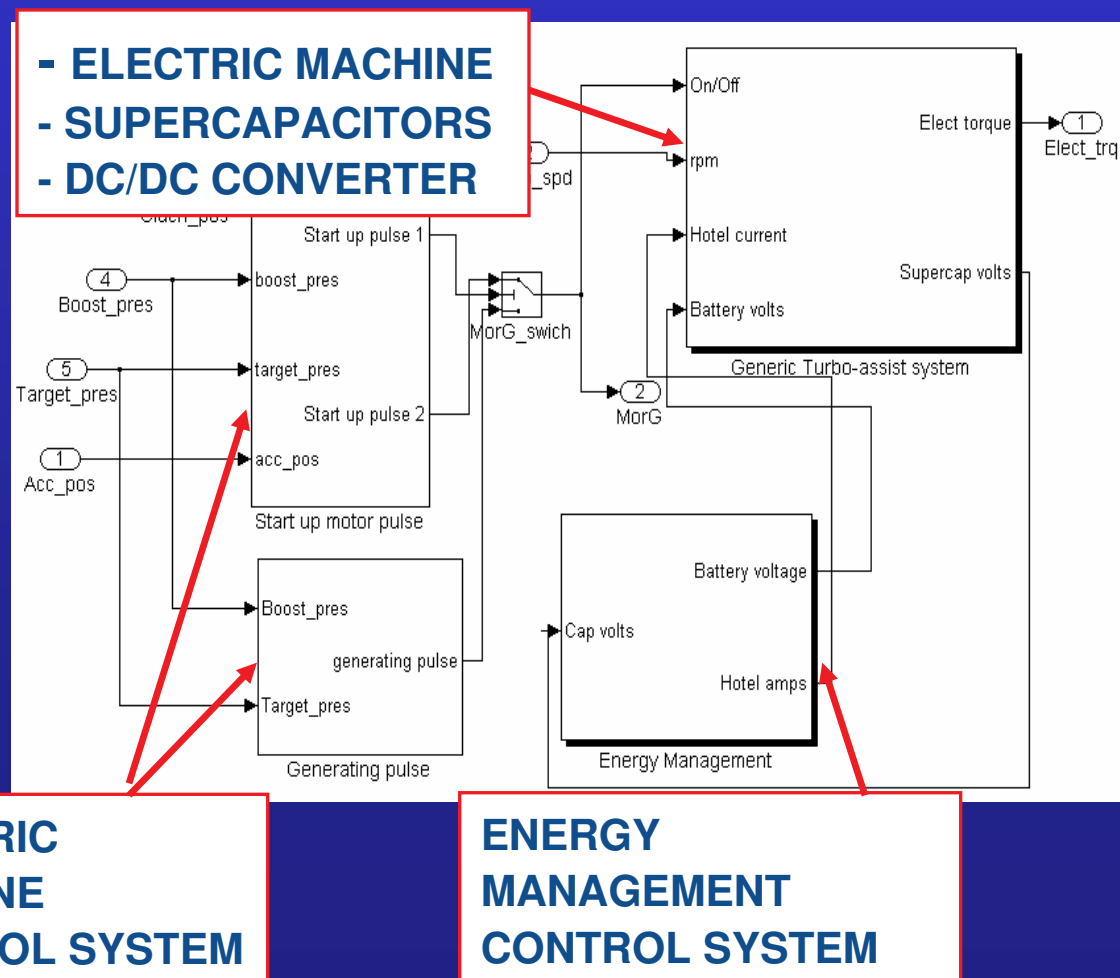 - ELECTRIC MACHINE
- SUPERCAPACITORS
- DC/DC CONVERTER
On/Off
rpm
Hotel current
Battery volts
Elect torque
Supercap volts
Generic Turbo-assist system
1
Elect_trq
_spd
Start up pulse 1
boost_pres
target_pres
Start up pulse 2
acc_pos
Start up motor pulse
4
Boost_pres
5
Target_pres
1
Acc_pos
MorG_swich
2
MorG
Boost_pres
generating pulse
Target_pres
Generating pulse
Battery voltage
Cap volts
Hotel amps
Energy Management
RIC
NE
OL SYSTEM
ENERGY
MANAGEMENT
CONTROL SYSTEM